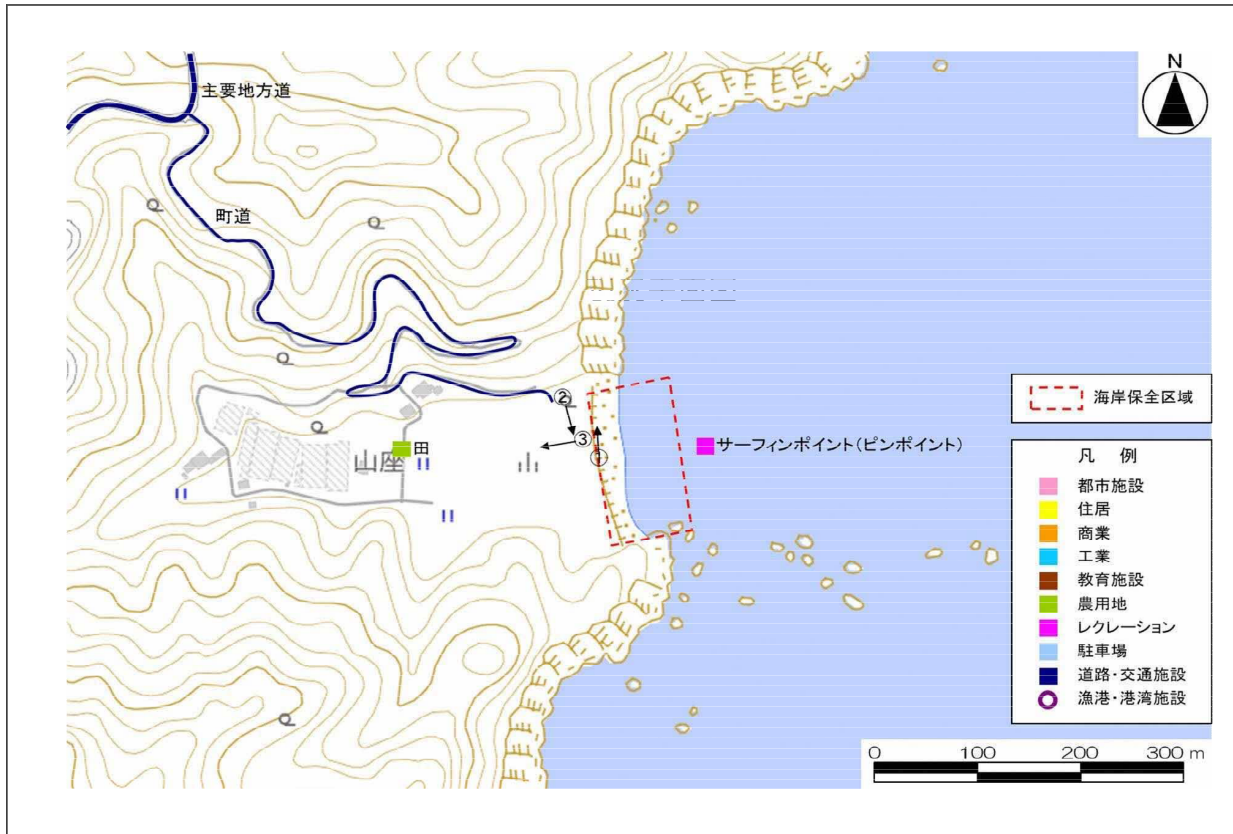 主要地方道
N
町道
海岸保全区域
②
③
サーフィンポイント(ピンポイント)
田
山座
①
凡 例
都市施設
住居
商業
工業
教育施設
農用地
レクレーション
駐車場
道路・交通施設
漁港・港湾施設
0 100 200 300 m